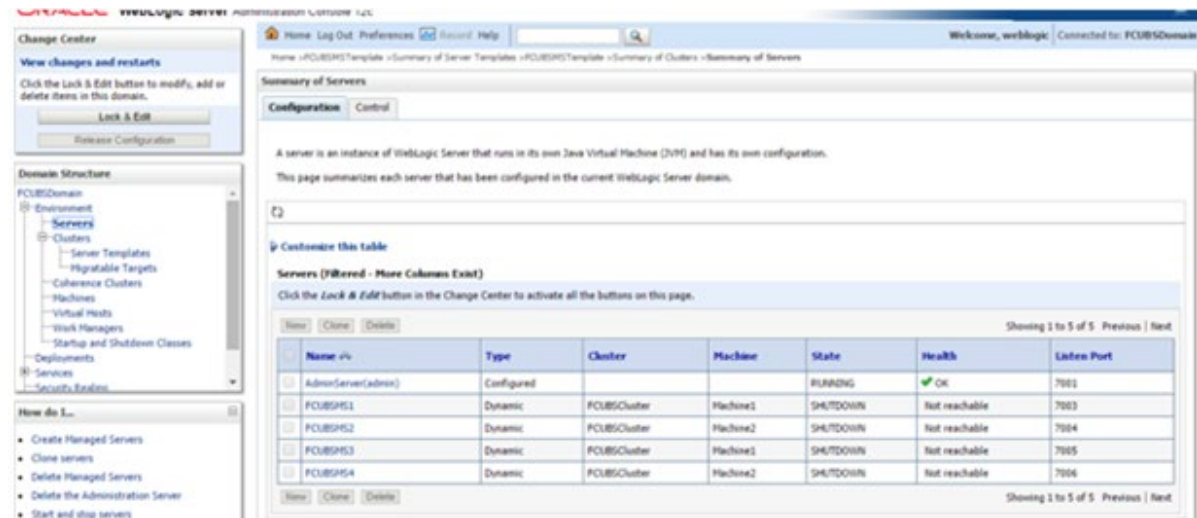 ORACLE WebLogic Server Administration Console 12c
Change Center
View changes and restarts
Click the Lock & Edit button to modify, add or
delete items in this domain.
Lock & Edit
Release Configuration
Domain Structure
FCUBSDomain
Environment
Servers
Clusters
Server Templates
Migratable Targets
Coherence Clusters
Machines
Virtual Hosts
Work Managers
Startup and Shutdown Classes
Deployments
Services
Security Realms
How do I...
Create Managed Servers
Clone servers
Delete Managed Servers
Delete the Administration Server
Start and stop servers
Home Log Out Preferences Record Help
Welcome, weblogic Connected to: FCUBSDomain
Home >FCUBSMSTemplate >Summary of Server Templates >FCUBSMSTemplate >Summary of Clusters >Summary of Servers
Summary of Servers
Configuration Control
A server is an instance of WebLogic Server that runs in its own Java Virtual Machine (JVM) and has its own configuration.
This page summarizes each server that has been configured in the current WebLogic Server domain.
Customize this table
Servers (Filtered - More Columns Exist)
Click the Lock & Edit button in the Change Center to activate all the buttons on this page.
New Clone Delete Showing 1 to 5 of 5 Previous | Next
Name Type Cluster Machine State Health Listen Port
AdminServer(admin) Configured RUNNING OK 7001
FCUBSMS1 Dynamic FCUBSCluster Machine1 SHUTDOWN Not reachable 7003
FCUBSMS2 Dynamic FCUBSCluster Machine2 SHUTDOWN Not reachable 7004
FCUBSMS3 Dynamic FCUBSCluster Machine1 SHUTDOWN Not reachable 7005
FCUBSMS4 Dynamic FCUBSCluster Machine2 SHUTDOWN Not reachable 7006
New Clone Delete Showing 1 to 5 of 5 Previous | Next